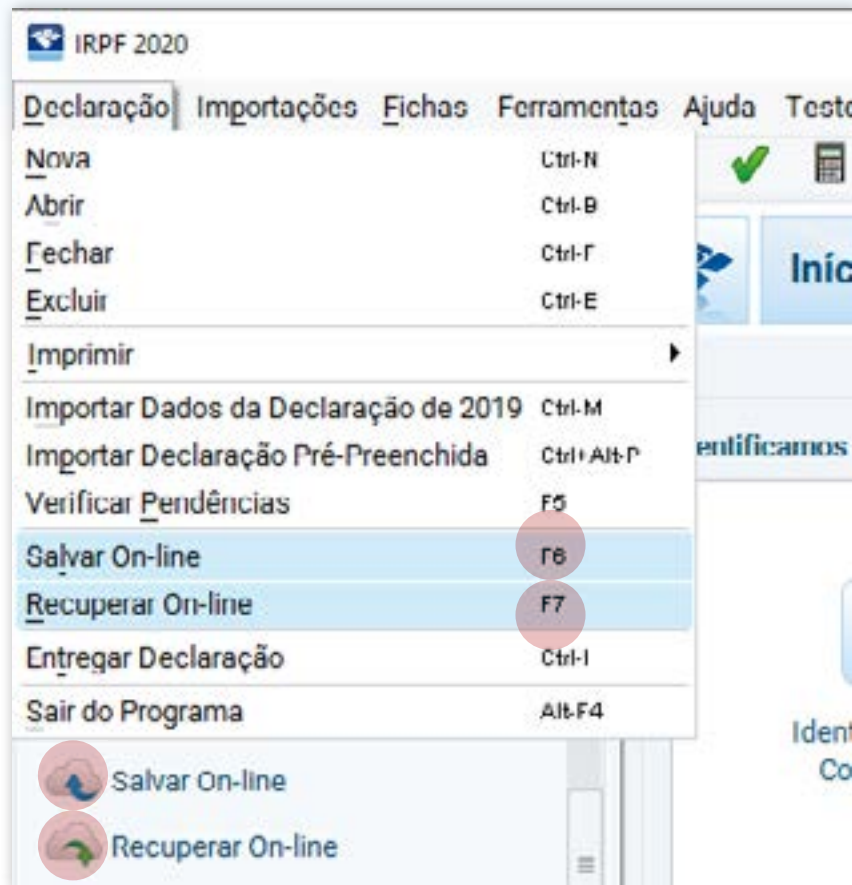 IRPF 2020
Declaração Importações Fichas Ferramentas Ajuda Teste
Nova Ctrl-N
Abrir Ctrl-B
Fechar Ctrl-F
Excluir Ctrl-E
Imprimir
Importar Dados da Declaração de 2019 Ctrl-M
Importar Declaração Pré-Preenchida Ctrl+Alt-P
Verificar Pendências F5
Salvar On-line F6
Recuperar On-line F7
Entregar Declaração
Sair do Programa Alt-F4
Iníc
entificamos
Ident
Co
Salvar On-line
Recuperar On-line